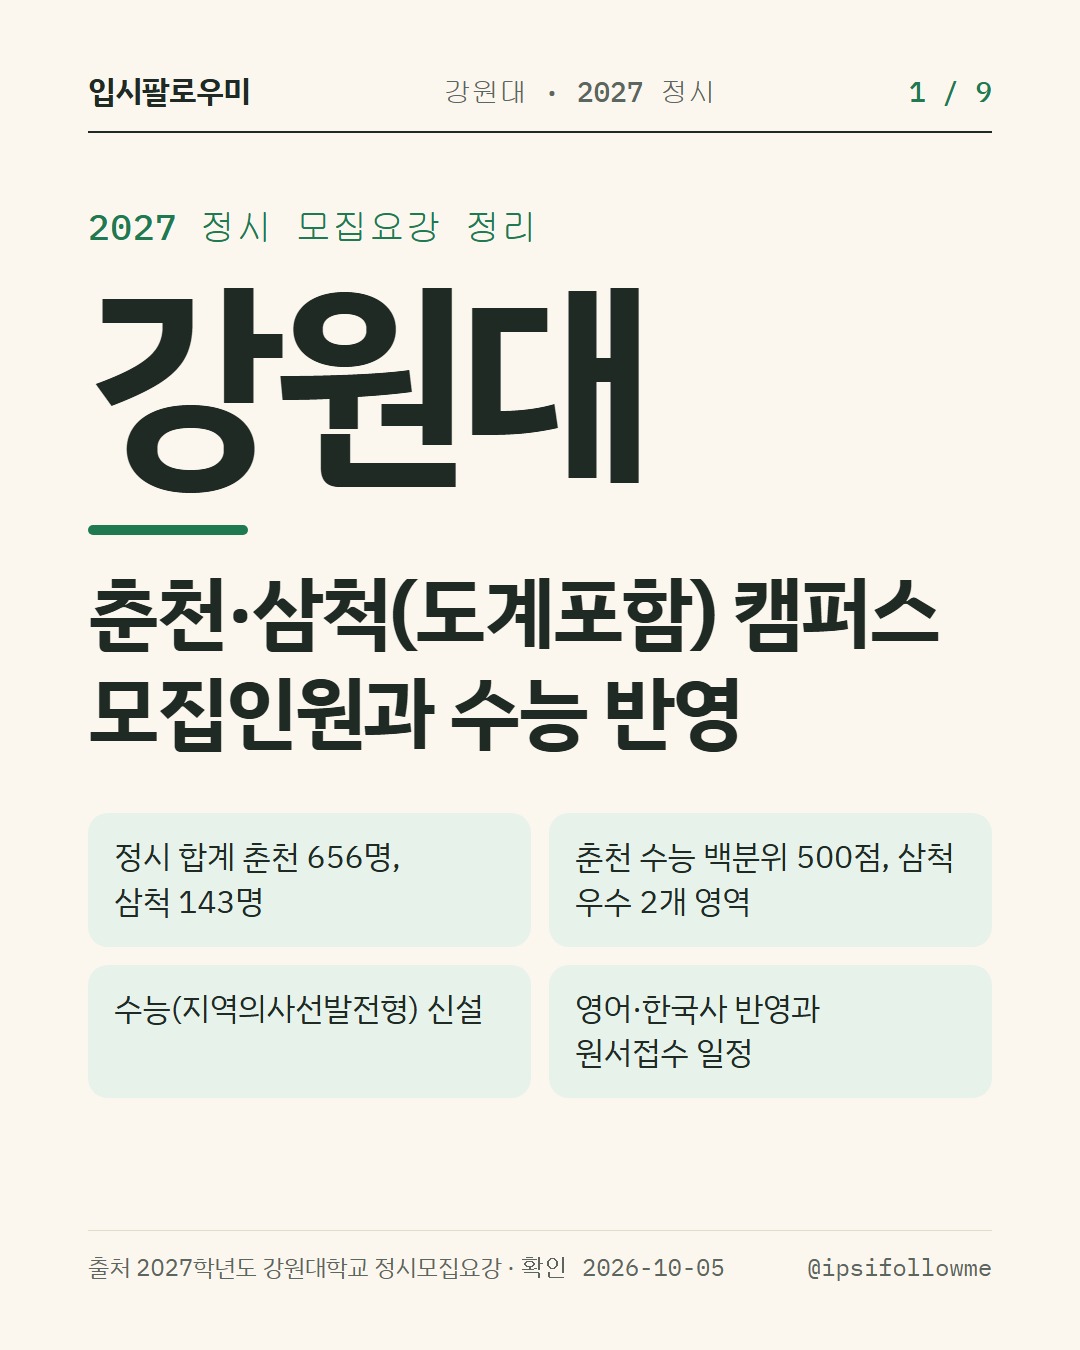 입시팔로우미
강원대 · 2027 정시
1 / 9
2027 정시 모집요강 정리
강원대
춘천·삼척(도계포함) 캠퍼스
모집인원과 수능 반영
정시 합계 춘천 656명,
삼척 143명
춘천 수능 백분위 500점, 삼척
우수 2개 영역
수능(지역의사선발전형) 신설
영어·한국사 반영과
원서접수 일정
출처 2027학년도 강원대학교 정시모집요강 · 확인 2026-10-05
@ipsifollowme